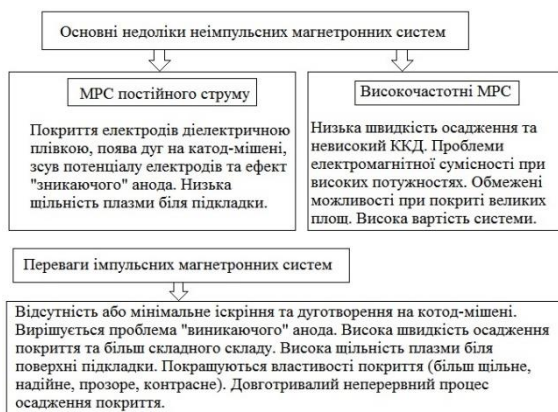 Основні недоліки неімпульсних магнетронних систем
МРС постійного струму
Покриття електродів діелектричною
плівкою, поява дуг на катод-мішені,
зсув потенціалу електродів та ефект
"зникаючого" анода. Низька
щільність плазми біля підкладки.
Високочастотні МРС
Низька швидкість осадження та
невисокий ККД. Проблеми
електромагнітної сумісності при
високих потужностях. Обмежені
можливості при покриті великих
площ. Висока вартість системи.
Переваги імпульсних магнетронних систем
Відсутність або мінімальне іскріння та дуготворення на котод-мішені.
Вирішується проблема "виникаючого" анода. Висока швидкість осадження
покриття та більш складного складу. Висока щільність плазми біля
поверхні підкладки. Покрашуються властивості покриття (більш щільне,
надійне, прозоре, контрасне). Довготривалий неперервний процес
осадження покриття.